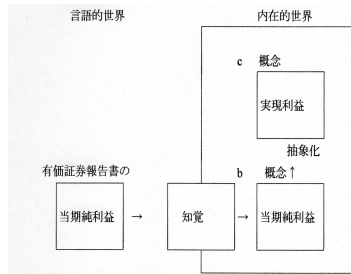 言語的世界 内在的世界
c 概念
実現利益
抽象化
有価証券報告書の b 概念↑
当期純利益 → 知覚 → 当期純利益